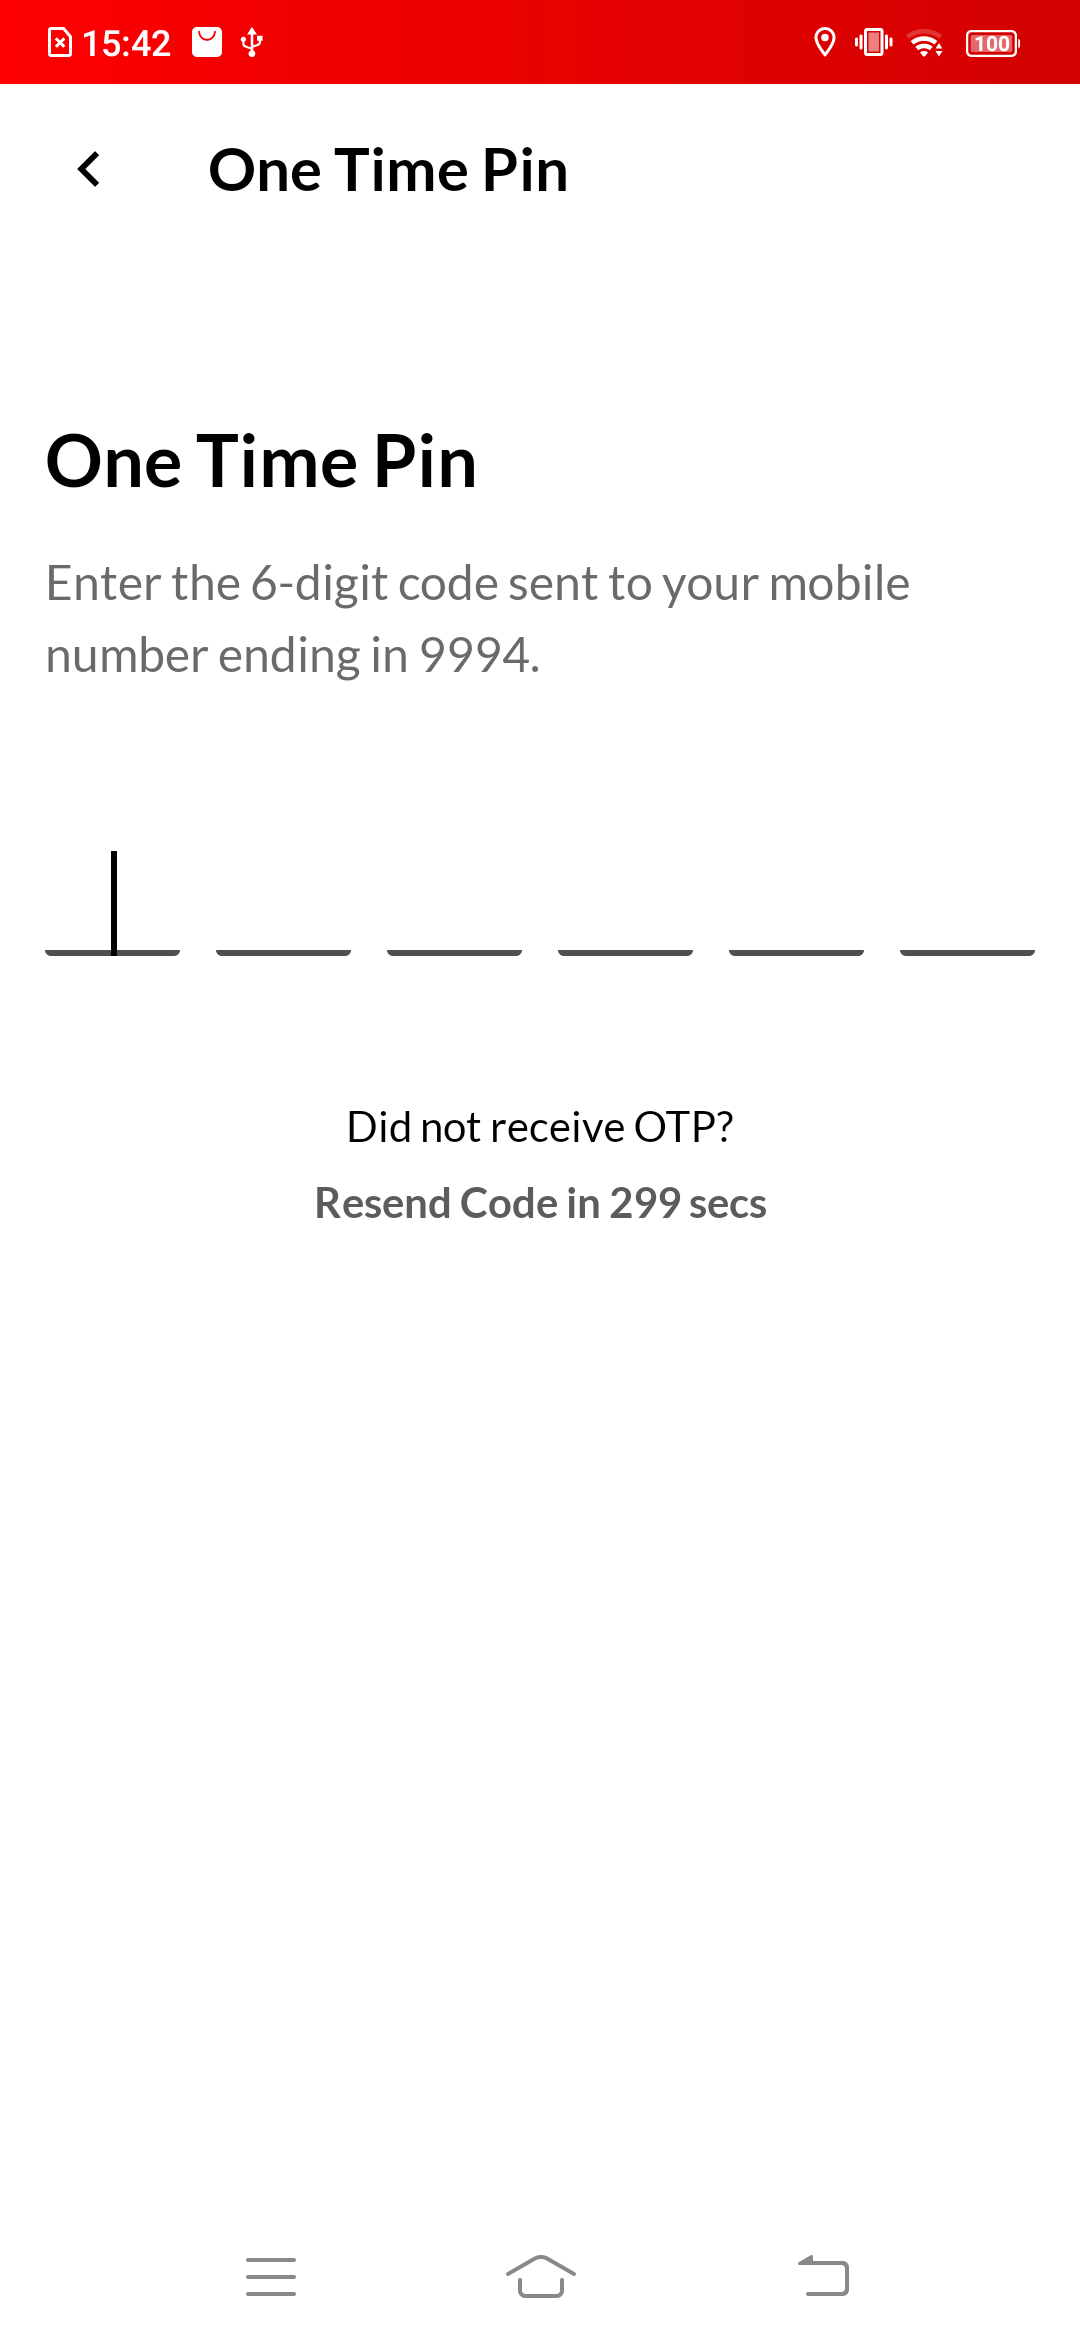 15:42
100
One Time Pin
One Time Pin
Enter the 6-digit code sent to your mobile
number ending in 9994.
Did not receive OTP?
Resend Code in 299 secs